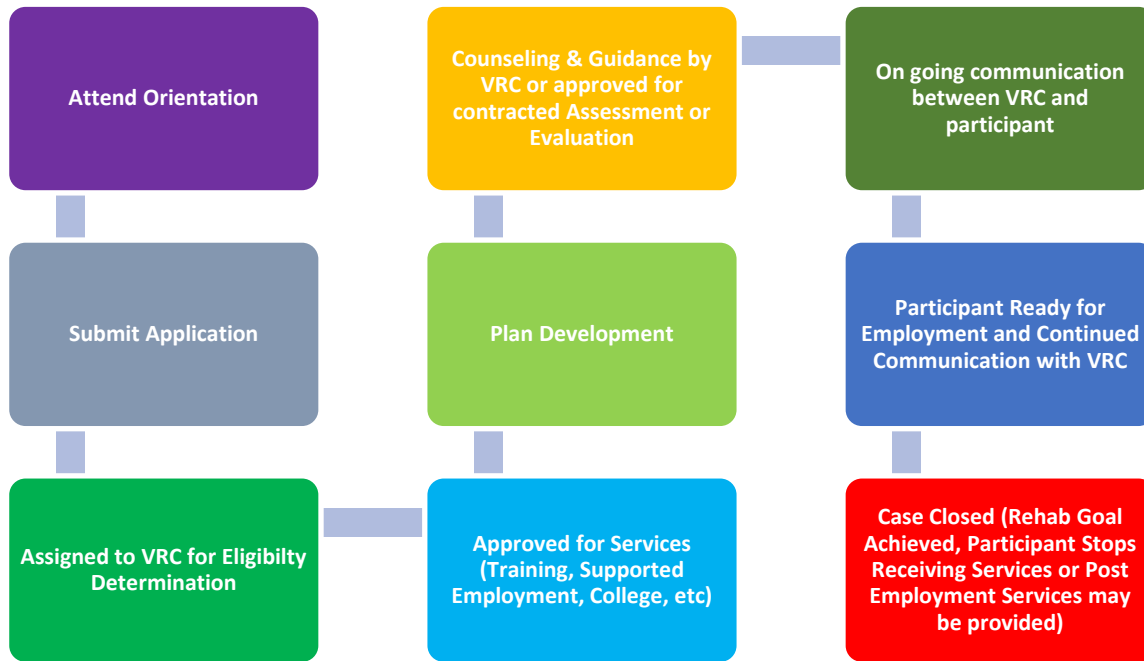 Attend Orientation
Submit Application
Assigned to VRC for Eligibilty
Determination
Approved for Services
(Training, Supported
Employment, College, etc)
Plan Development
Counseling & Guidance by
VRC or approved for
contracted Assessment or
Evaluation
On going communication
between VRC and
participant
Participant Ready for
Employment and Continued
Communication with VRC
Case Closed (Rehab Goal
Achieved, Participant Stops
Receiving Services or Post
Employment Services may
be provided)